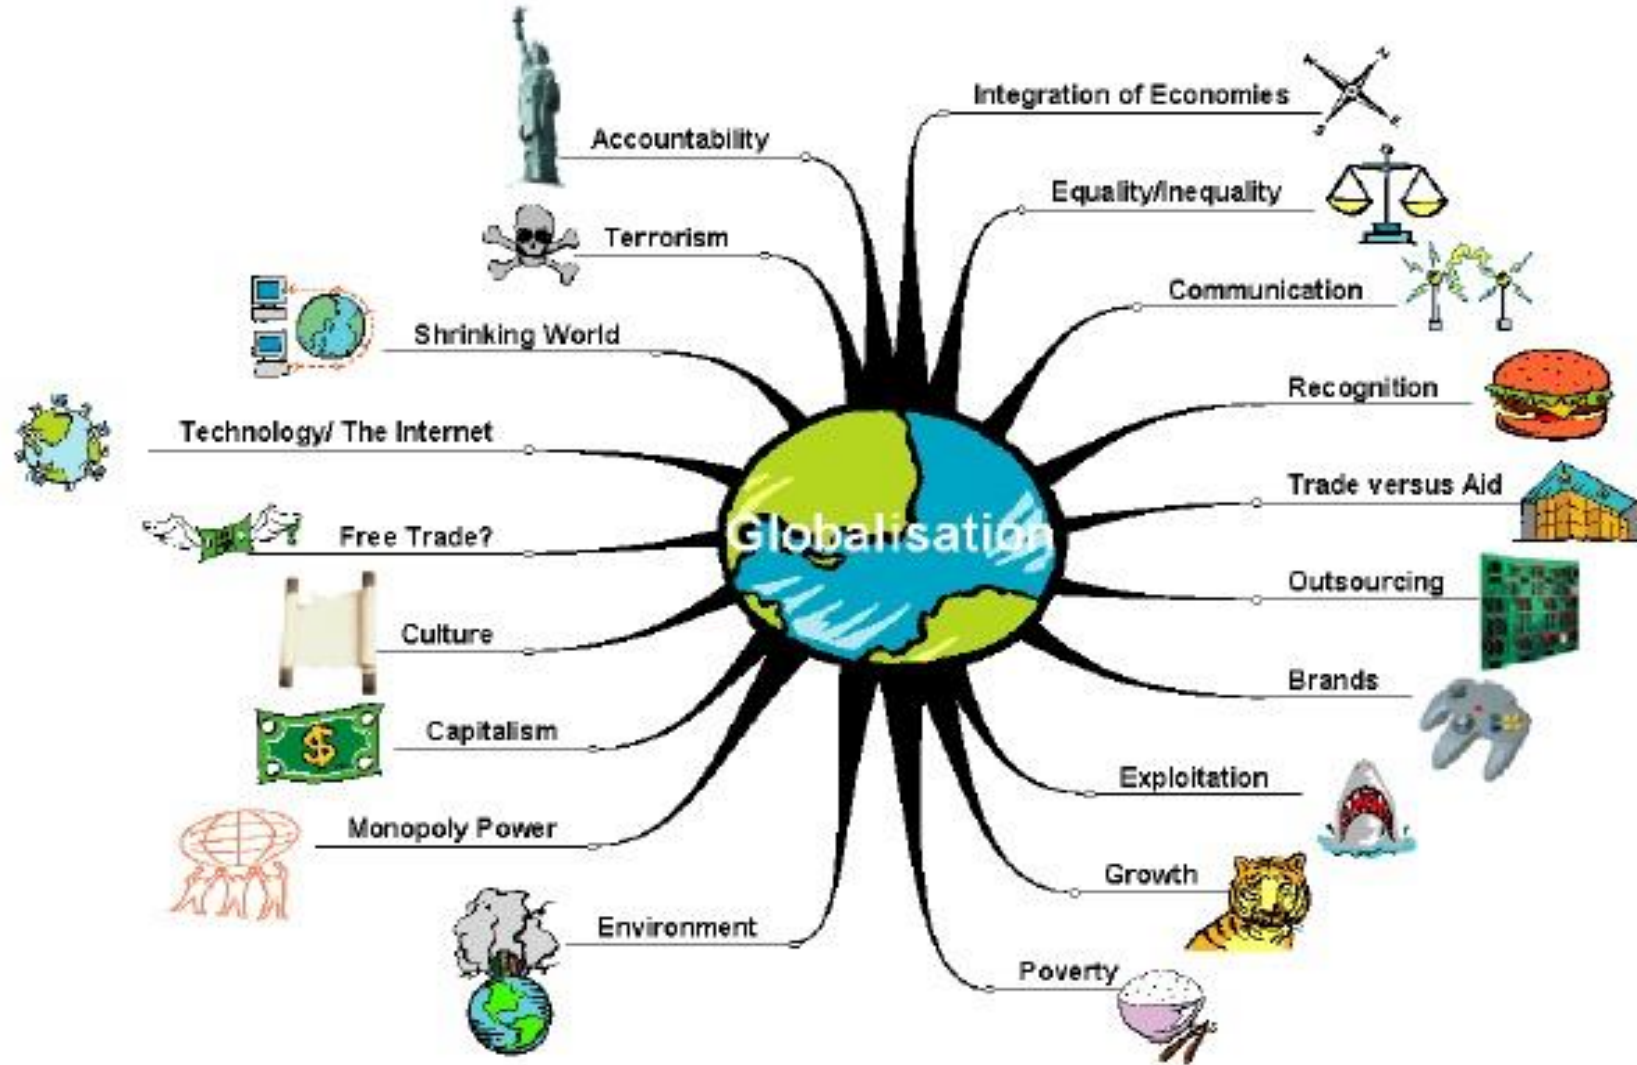 Globalisation
Integration of Economies
Equality/Inequality
Communication
Recognition
Trade versus Aid
Outsourcing
Brands
Exploitation
Growth
Poverty
Environment
Monopoly Power
Capitalism
Culture
Free Trade?
Technology/ The Internet
Shrinking World
Terrorism
Accountability